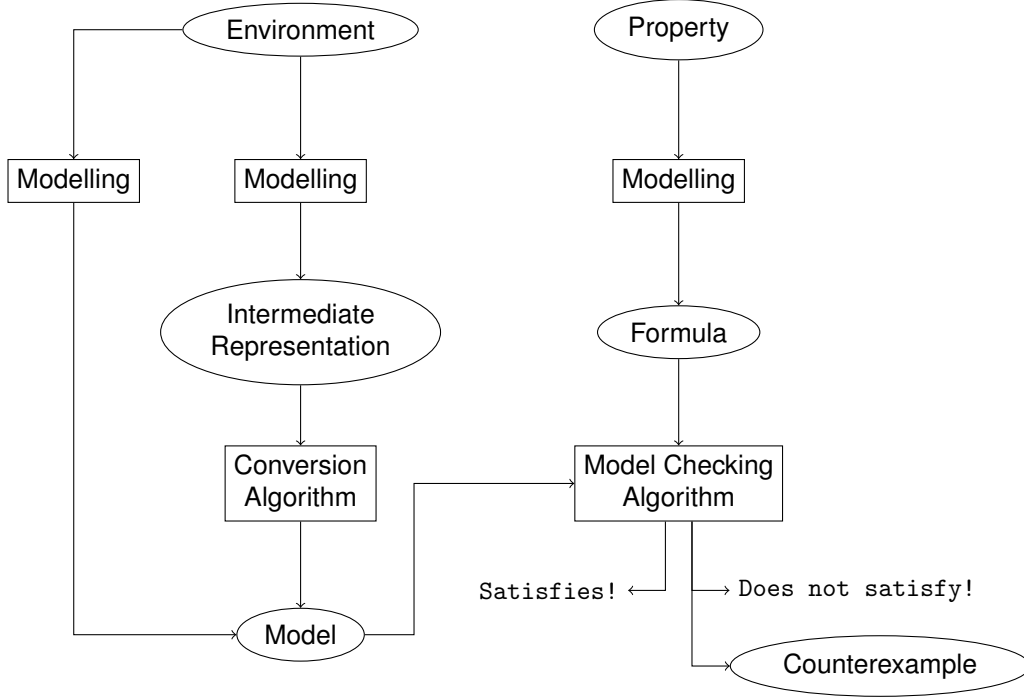 Environment
Property
Modelling
Modelling
Modelling
Intermediate
Representation
Formula
Conversion
Algorithm
Model Checking
Algorithm
Satisfies!
Does not satisfy!
Model
Counterexample